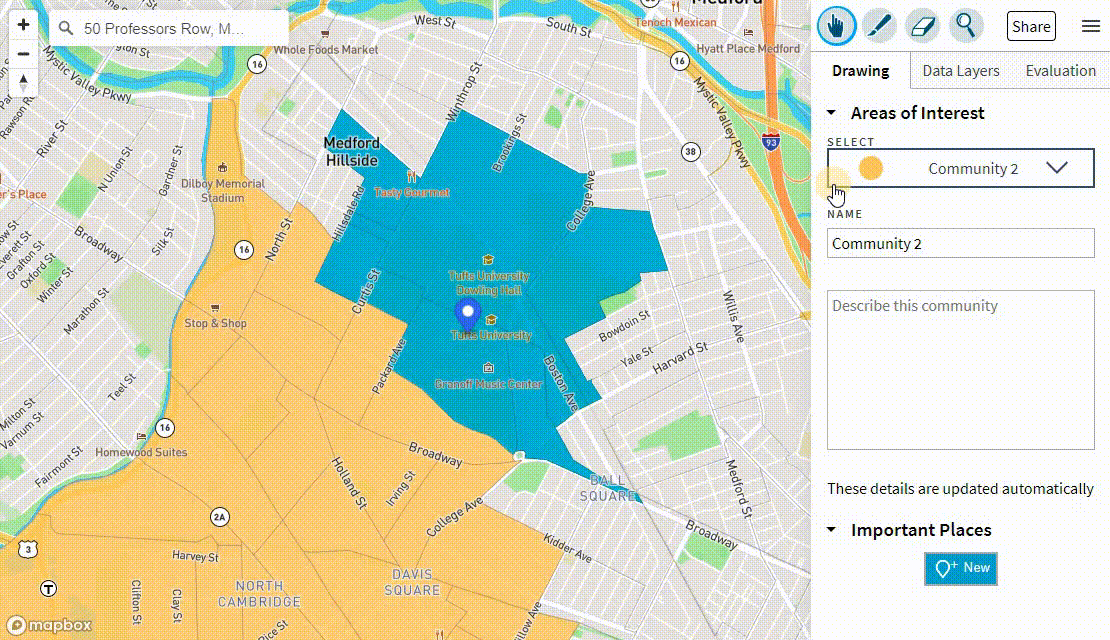 50 Professors Row, M...
Share
Drawing
Data Layers
Evaluation
Areas of Interest
SELECT
Community 2
NAME
Community 2
Describe this community
These details are updated automatically
Important Places
New
West St
South St
Tenoch Mexican
Hyatt Place Medford
Whole Foods Market
16
16
Mystic Valley Pkwy
Mystic Valley Pkwy
Winthrop St
Brookings St
93
38
River St
N Union St
Gardner St
Medford
Hillside
Tasty Gourmet
Dilboy Memorial
Stadium
Hillsdale Rd
College Ave
Broadway
Silk St
North St
16
Grafton St
Oxford St
Winter St
Marathon St
Curtis St
Tufts University
Dowling Hall
Tufts University
Stop & Shop
Willis Ave
Bowdoin St
Yale St
Harvard St
Packard Ave
Granoff Music Center
Boston Ave
Teel St
Milton St
Varnum St
16
Homewood Suites
Fairmont St
Broadway
Holland St
Irving St
College Ave
BALL
SQUARE
Medford St
Broadway
2A
3
Kidder Ave
Harvey St
T
Clifton St
Clay St
NORTH
CAMBRIDGE
DAVIS
SQUARE
mapbox